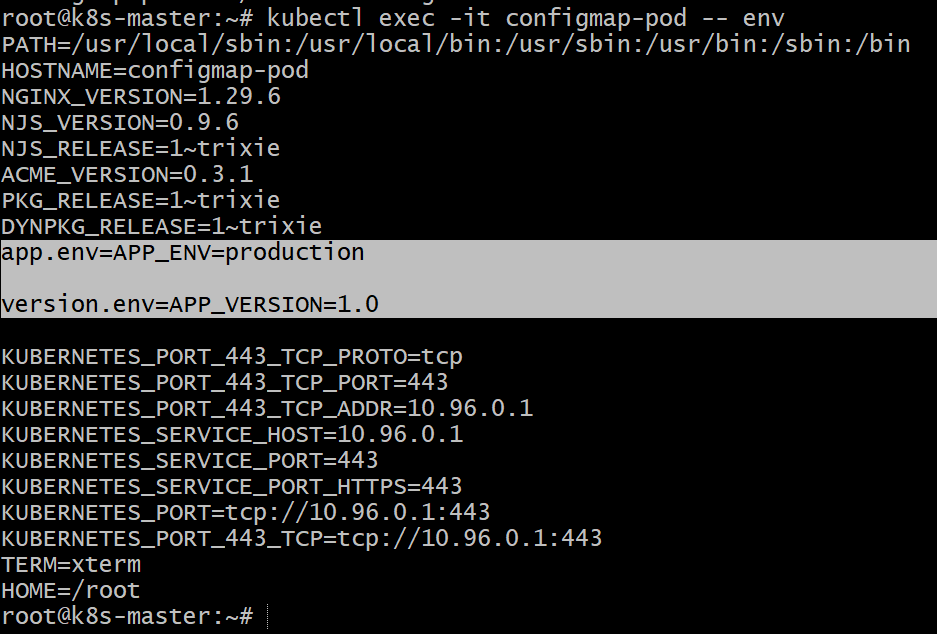 root@k8s-master:~# kubectl exec -it configmap-pod -- env
PATH=/usr/local/sbin:/usr/local/bin:/usr/sbin:/usr/bin:/sbin:/bin
HOSTNAME=configmap-pod
NGINX_VERSION=1.29.6
NJS_VERSION=0.9.6
NJS_RELEASE=1~trixie
ACME_VERSION=0.3.1
PKG_RELEASE=1~trixie
DYNPKG_RELEASE=1~trixie
app.env=APP_ENV=production
version.env=APP_VERSION=1.0
KUBERNETES_PORT_443_TCP_PROTO=tcp
KUBERNETES_PORT_443_TCP_PORT=443
KUBERNETES_PORT_443_TCP_ADDR=10.96.0.1
KUBERNETES_SERVICE_HOST=10.96.0.1
KUBERNETES_SERVICE_PORT=443
KUBERNETES_SERVICE_PORT_HTTPS=443
KUBERNETES_PORT=tcp://10.96.0.1:443
KUBERNETES_PORT_443_TCP=tcp://10.96.0.1:443
TERM=xterm
HOME=/root
root@k8s-master:~#